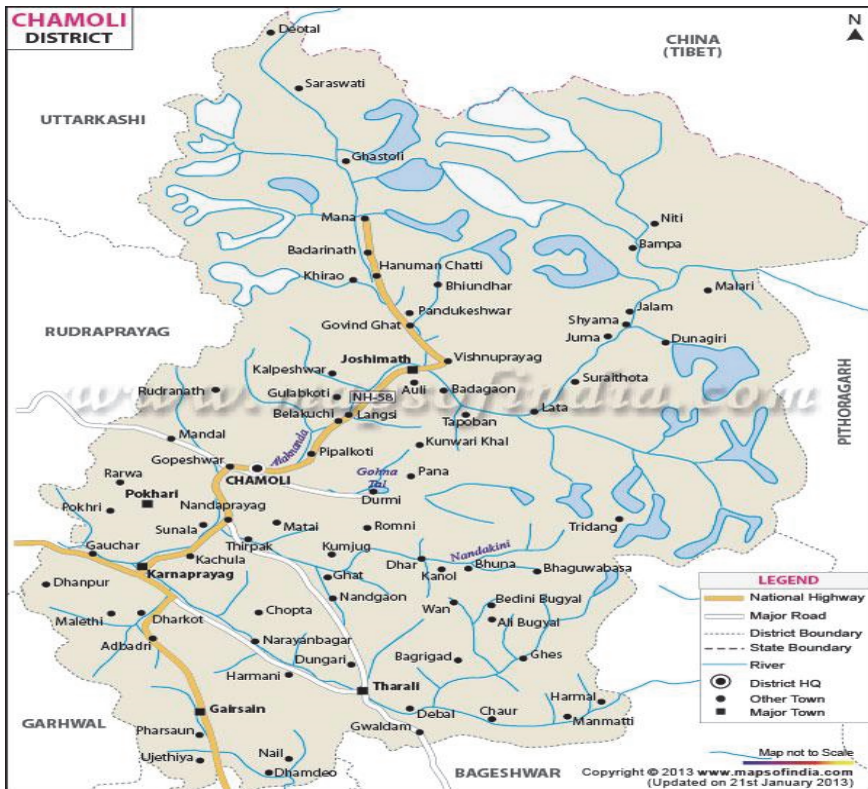 CHAMOLI
DISTRICT
N
CHINA
(TIBET)
Deotal
Saraswati
UTTARKASHI
Ghastoli
Mana
Niti
Badarinath
Bampa
Hanuman Chatti
Khirao
Bhiundhar
Malari
Pandukeshwar
Jalam
Govind Ghat
Shyama
RUDRAPRAYAG
Juma
Dunagiri
Joshimath
Vishnuprayag
Kalpeshwar
Auli
Suraithota
Rudranath
Gulabkoti
NH-58
Badagaon
www.mapsofindia.com
Belakuchi
Langsi
Lata
Tapoban
PITHORAGARH
Mandal
Alaknanda
Kunwari Khal
Gopeshwar
Pipalkoti
CHAMOLI
Gohna
Tal
Pana
Rarwa
Pokhari
Durmi
Nandaprayag
Pokhri
Sunala
Matai
Romni
Tridang
Thirpak
Gauchar
Kumjug
Nandakini
Kachula
Dhar
Karnaprayag
Ghat
Kanol
Bhuna
Bhaguwabasa
Dhanpur
Nandgaon
Wan
Bedini Bugyal
Chopta
Malethi
Dharkot
Ali Bugyal
Adbadri
Narayanbagar
Dungari
Bagrigad
Ghes
Harmani
Tharali
Harmal
Gairsain
Debal
Chaur
Manmatti
GARHWAL
Gwaldam
Pharsaun
Ujethiya
Nail
Dhamdeo
BAGESHWAR
LEGEND
National Highway
Major Road
District Boundary
State Boundary
River
District HQ
Other Town
Major Town
Map not to Scale
Copyright © 2013 www.mapsofindia.com
(Updated on 21st January 2013)